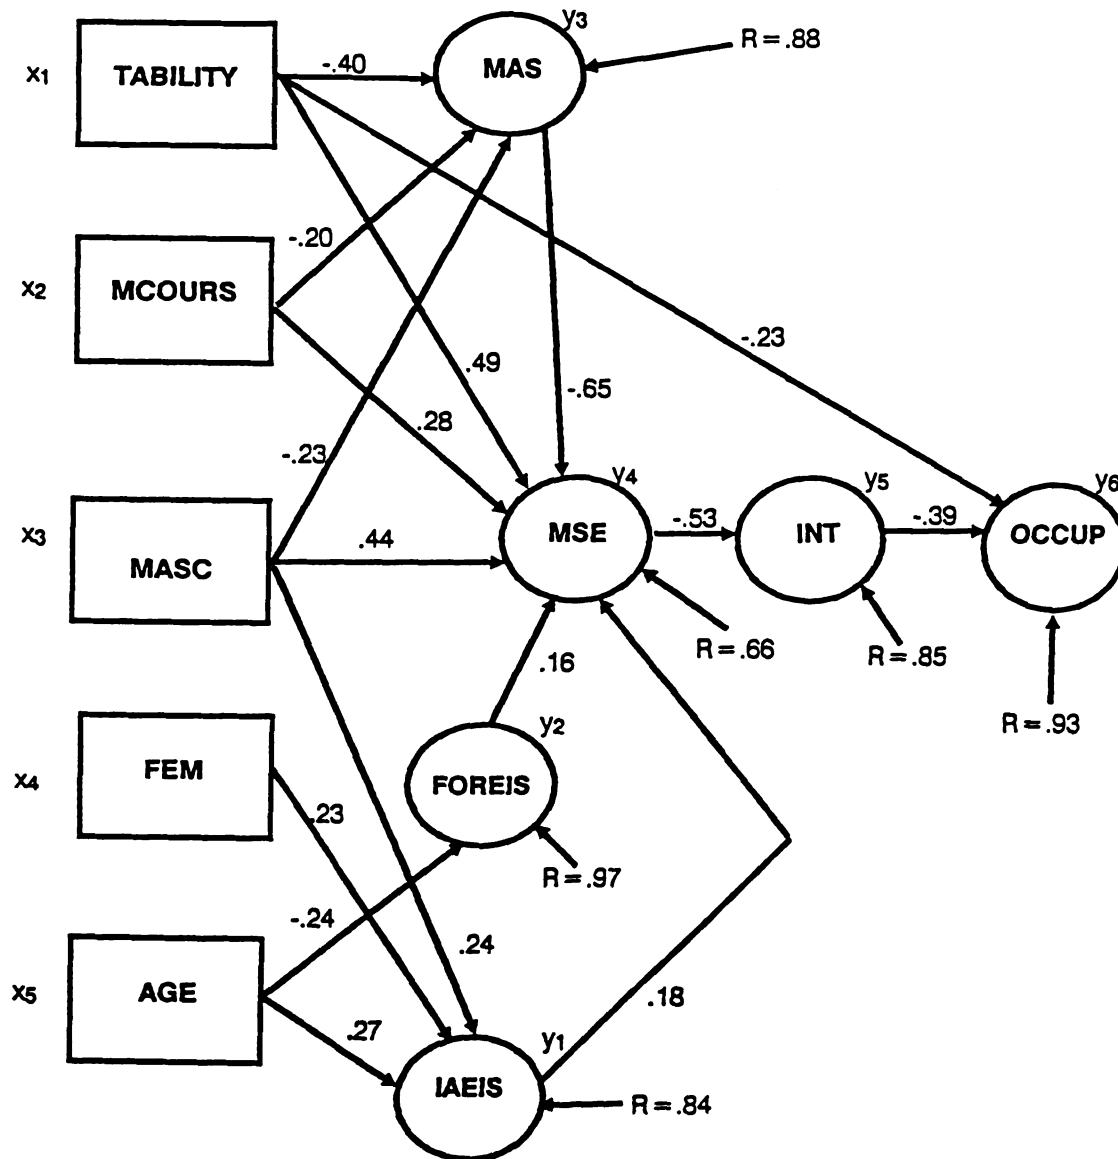 y3
R=.88
x1
TABILITY
-.40
MAS
-.20
x2
MCOURS
-.23
.49
-.65
.28
-.23
y4
y5
y6
x3
MASC
.44
MSE
-.53
INT
-.39
OCCUP
R=.66
R=.85
.16
R=.93
y2
x4
FEM
.23
FOREIS
R=.97
-.24
.24
x5
AGE
.18
.27
y1
IAEIS
R=.84